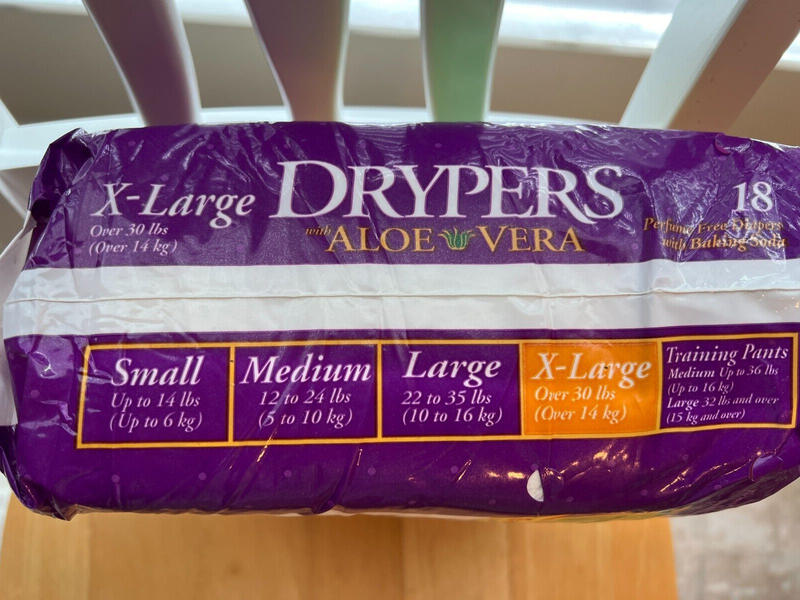 X-Large
Over 30 lbs
(Over 14 kg)
DRYPERS
with ALOE VERA
18
Perfume Free Diapers
with Baking Soda
Small
Up to 14 lbs
(Up to 6 kg)
Medium
12 to 24 lbs
(5 to 10 kg)
Large
22 to 35 lbs
(10 to 16 kg)
X-Large
Over 30 lbs
(Over 14 kg)
Training Pants
Medium Up to 36 lbs
(Up to 16 kg)
Large 32 lbs and over
(15 kg and over)